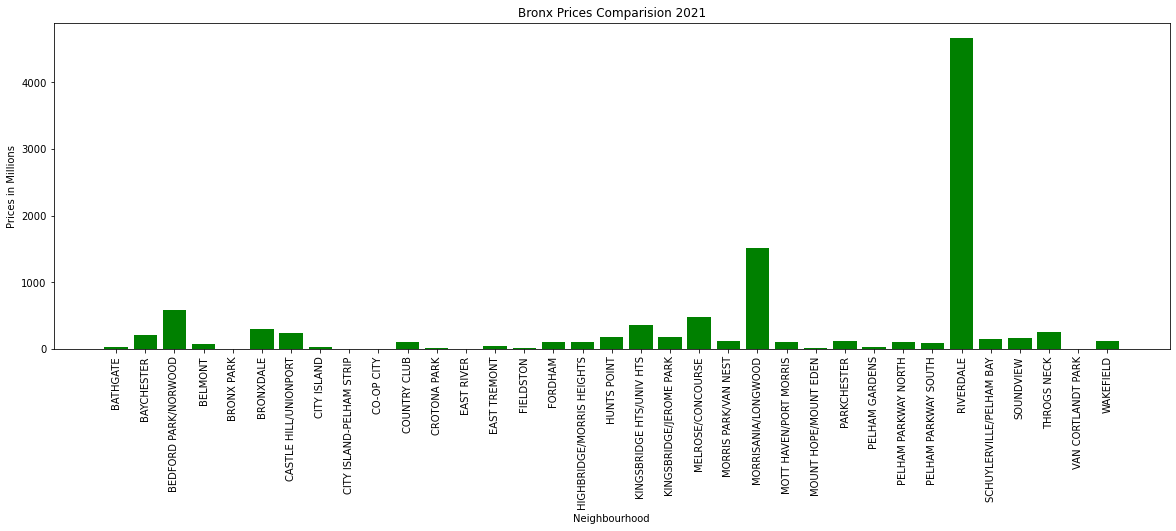 Bronx Prices Comparision 2021
Prices in Millions
4000
3000
2000
1000
0
BATHGATE
BAYCHESTER
BEDFORD PARK/NORWOOD
BELMONT
BRONX PARK
BRONXDALE
CASTLE HILL/UNIONPORT
CITY ISLAND
CITY ISLAND-PELHAM STRIP
CO-OP CITY
COUNTRY CLUB
CROTONA PARK
EAST RIVER
EAST TREMONT
FIELDSTON
FORDHAM
HIGHBRIDGE/MORRIS HEIGHTS
HUNTS POINT
KINGSBRIDGE HTS/UNIV HTS
KINGSBRIDGE/JEROME PARK
MELROSE/CONCOURSE
MORRIS PARK/VAN NEST
MORRISANIA/LONGWOOD
MOTT HAVEN/PORT MORRIS
MOUNT HOPE/MOUNT EDEN
PARKCHESTER
PELHAM GARDENS
PELHAM PARKWAY NORTH
PELHAM PARKWAY SOUTH
RIVERDALE
SCHUYLERVILLE/PELHAM BAY
SOUNDVIEW
THROGS NECK
VAN CORTLANDT PARK
WAKEFIELD
Neighbourhood